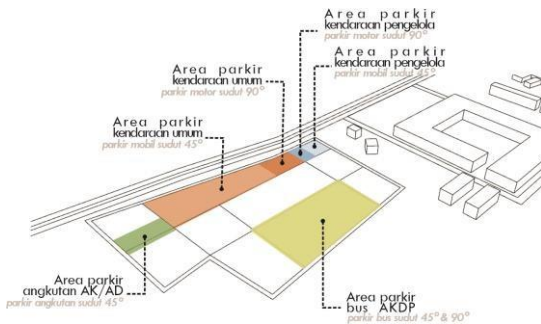 Area parkir
kendaraan pengelola
parkir motor sudut 90°
Area parkir
kendaraan pengelola
parkir mobil sudut 45°
Area parkir
kendaraan umum
parkir motor sudut 90°
Area parkir
kendaraan umum
parkir mobil sudut 45°
Area parkir
angkutan AK/AD
parkir angkutan sudut 45°
Area parkir
bus AKDP
parkir bus sudut 45° & 90°